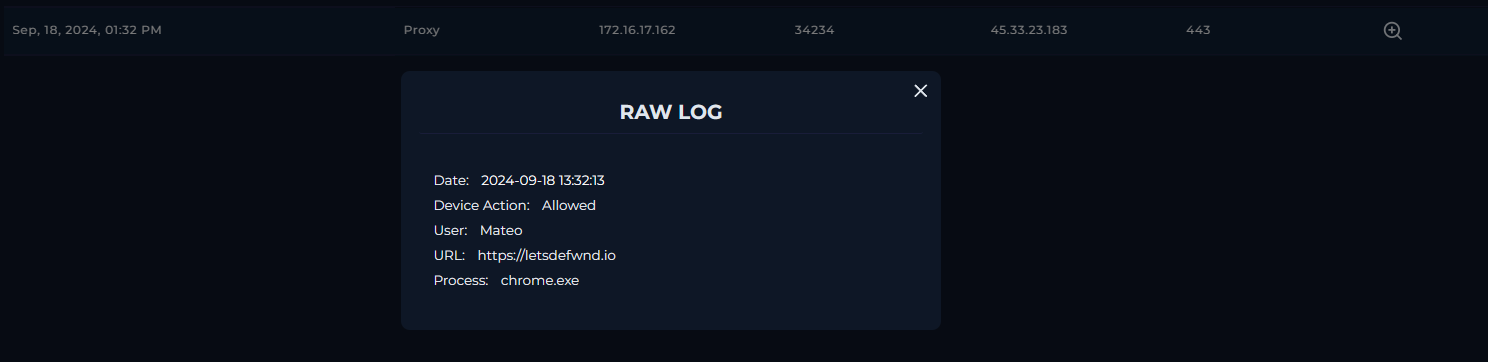 Sep, 18, 2024, 01:32 PM Proxy 172.16.17.162 34234 45.33.23.183 443
RAW LOG
Date: 2024-09-18 13:32:13
Device Action: Allowed
User: Mateo
URL: https://letsdefwnd.io
Process: chrome.exe